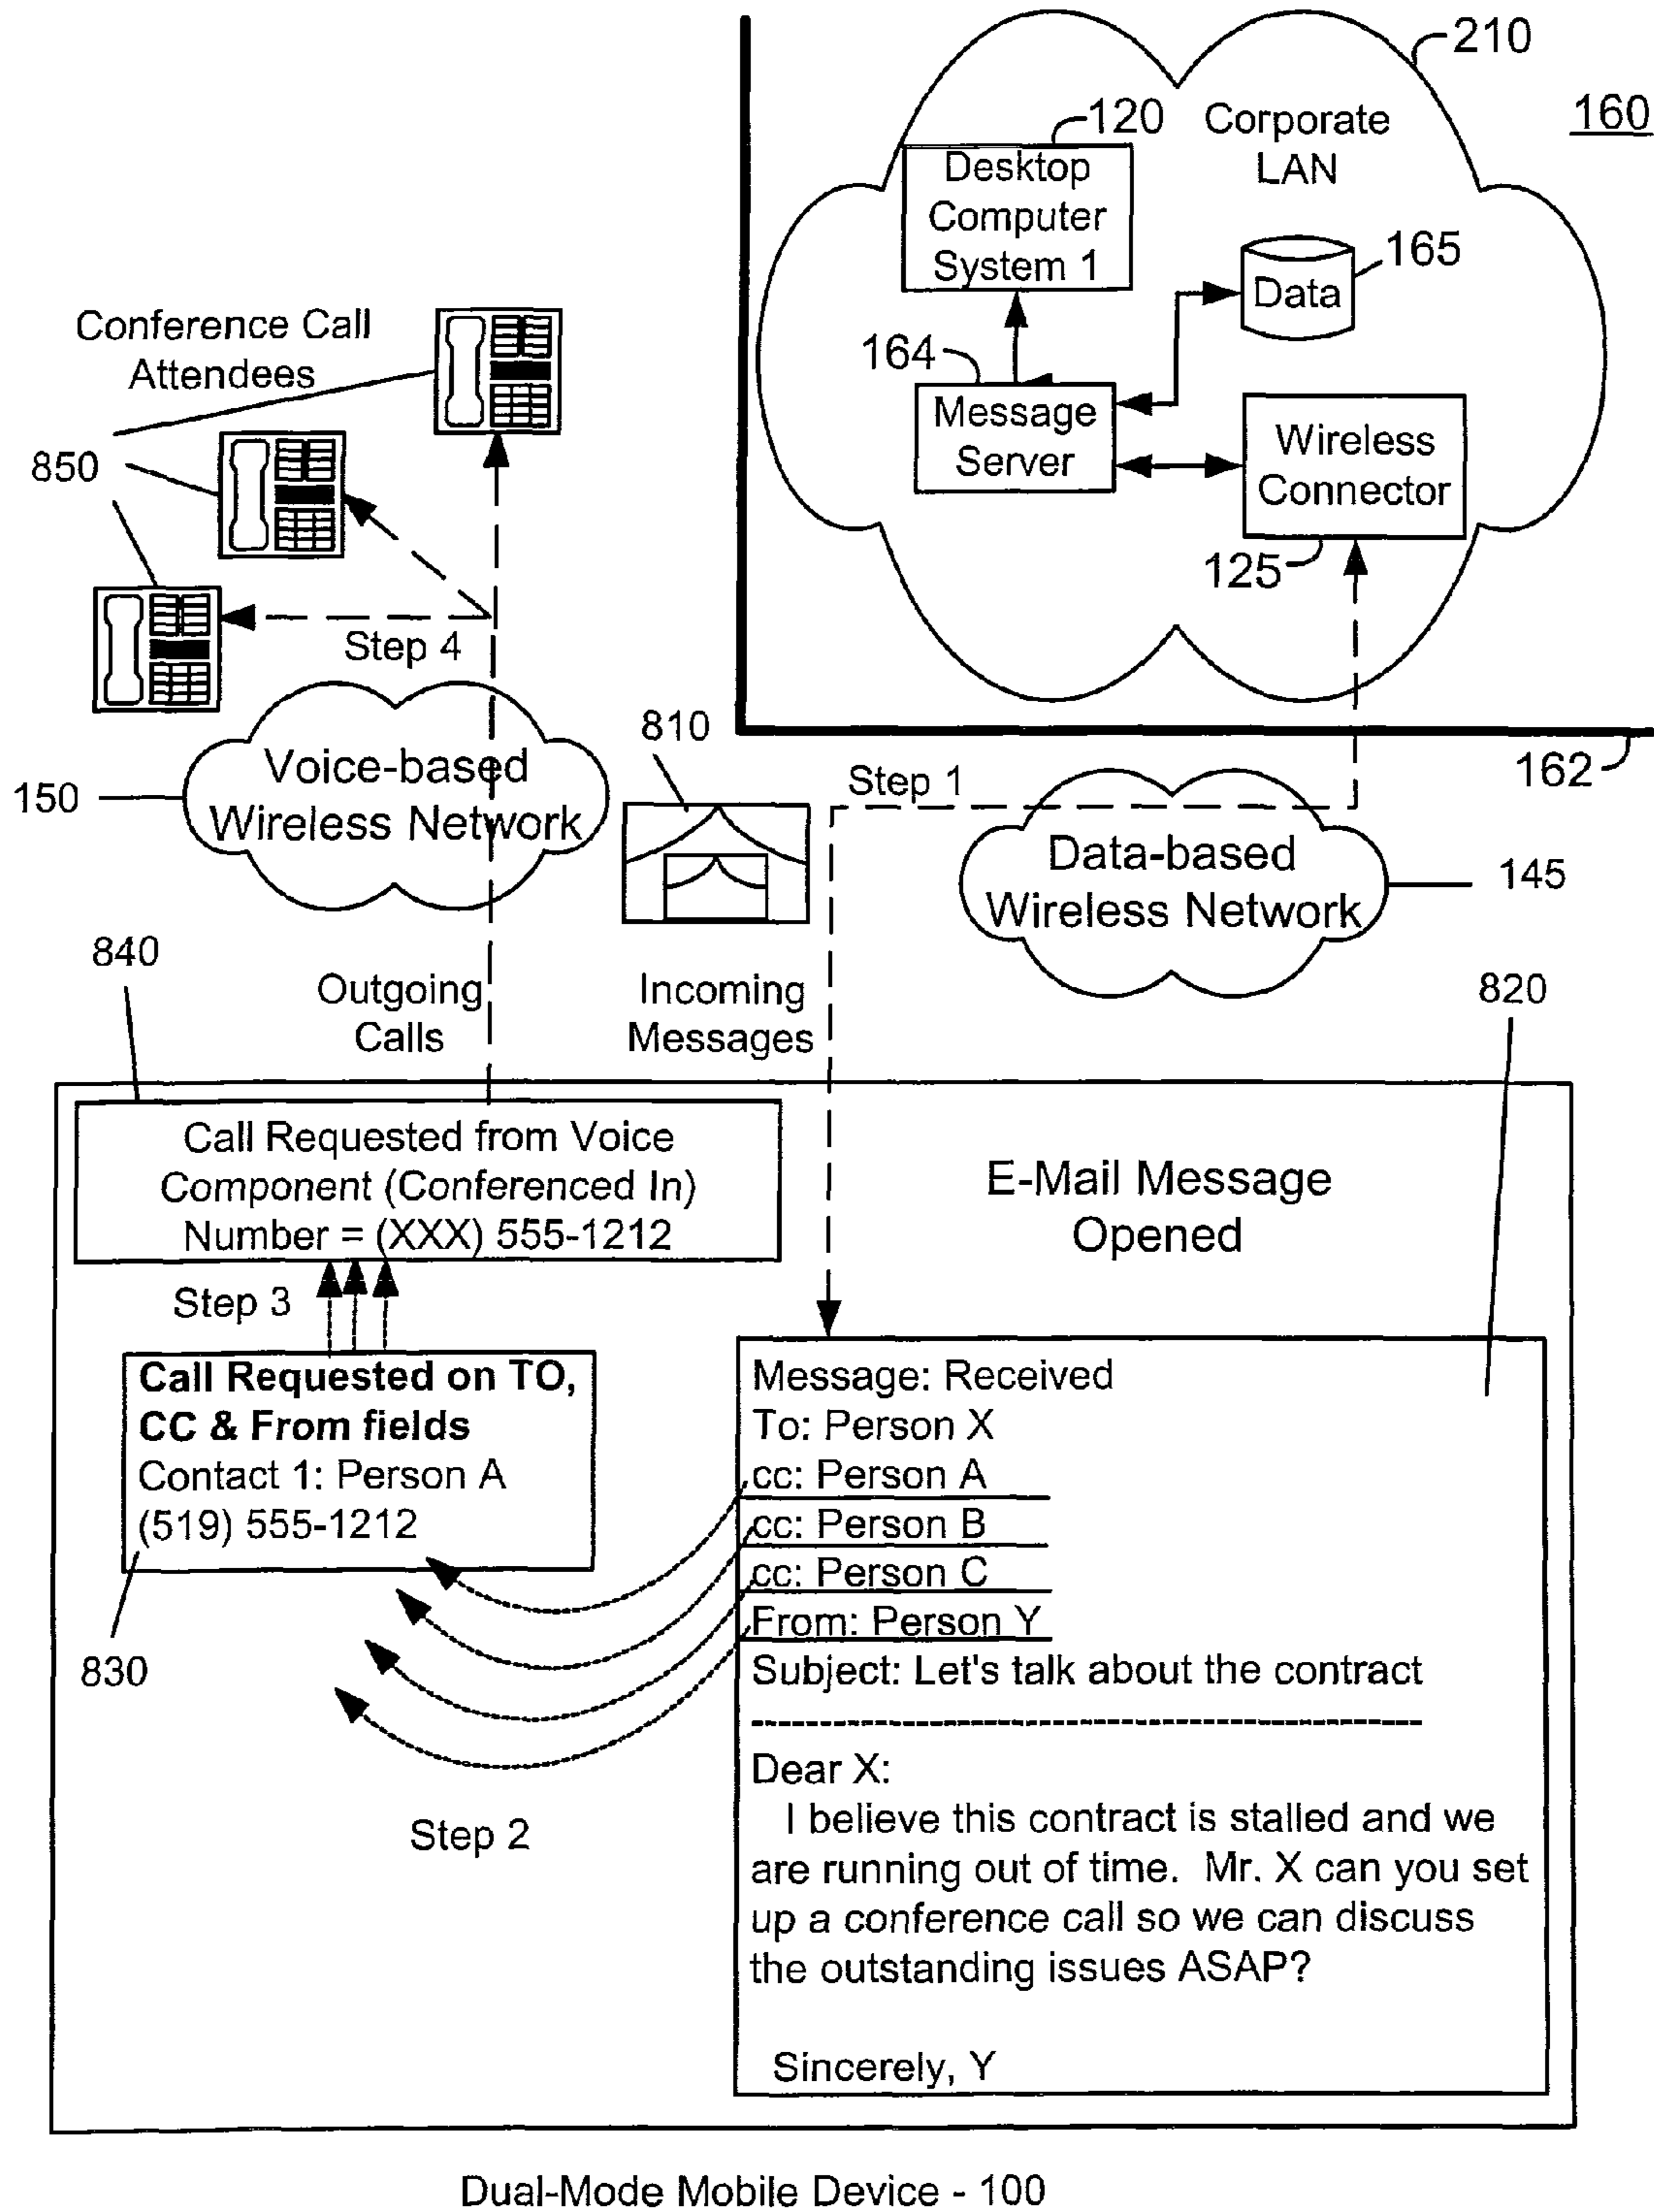 210
160
120
Corporate
LAN
Desktop
Computer
System 1
165
Data
Conference Call
Attendees
164
Message
Server
Wireless
Connector
850
125
Step 4
810
162
Step 1
Voice-based
Wireless Network
150
Data-based
Wireless Network
145
840
Outgoing
Calls
Incoming
Messages
820
Call Requested from Voice
Component (Conferenced In)
Number = (XXX) 555-1212
E-Mail Message
Opened
Step 3
Call Requested on TO,
CC & From fields
Contact 1: Person A
(519) 555-1212
830
Message: Received
To: Person X
cc: Person A
cc: Person B
cc: Person C
From: Person Y
Subject: Let's talk about the contract
Dear X:
I believe this contract is stalled and we
are running out of time. Mr. X can you set
up a conference call so we can discuss
the outstanding issues ASAP?
Sincerely, Y
Step 2
Dual-Mode Mobile Device - 100